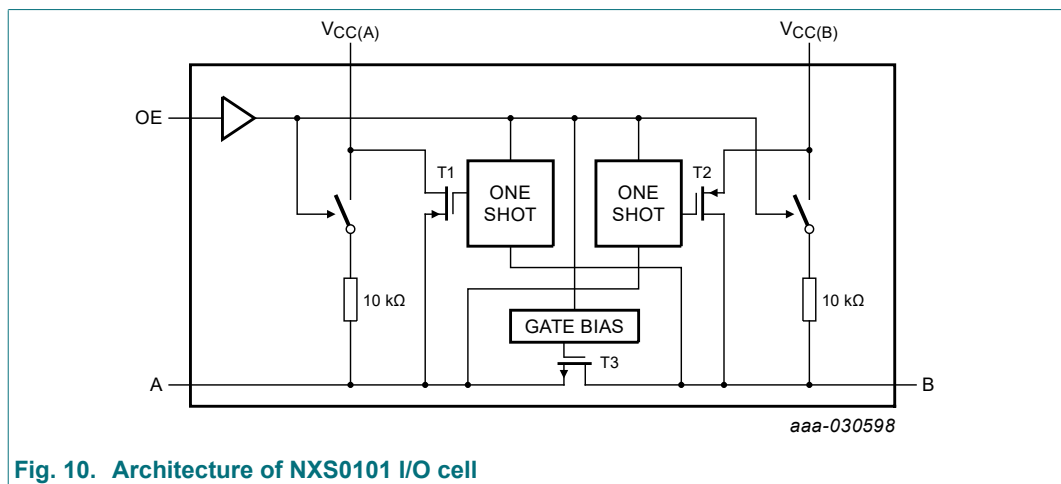 VCC(A)
VCC(B)
OE
T1
ONE
SHOT
ONE
SHOT
T2
10 kΩ
10 kΩ
GATE BIAS
T3
A
B
aaa-030598
Fig. 10. Architecture of NXS0101 I/O cell